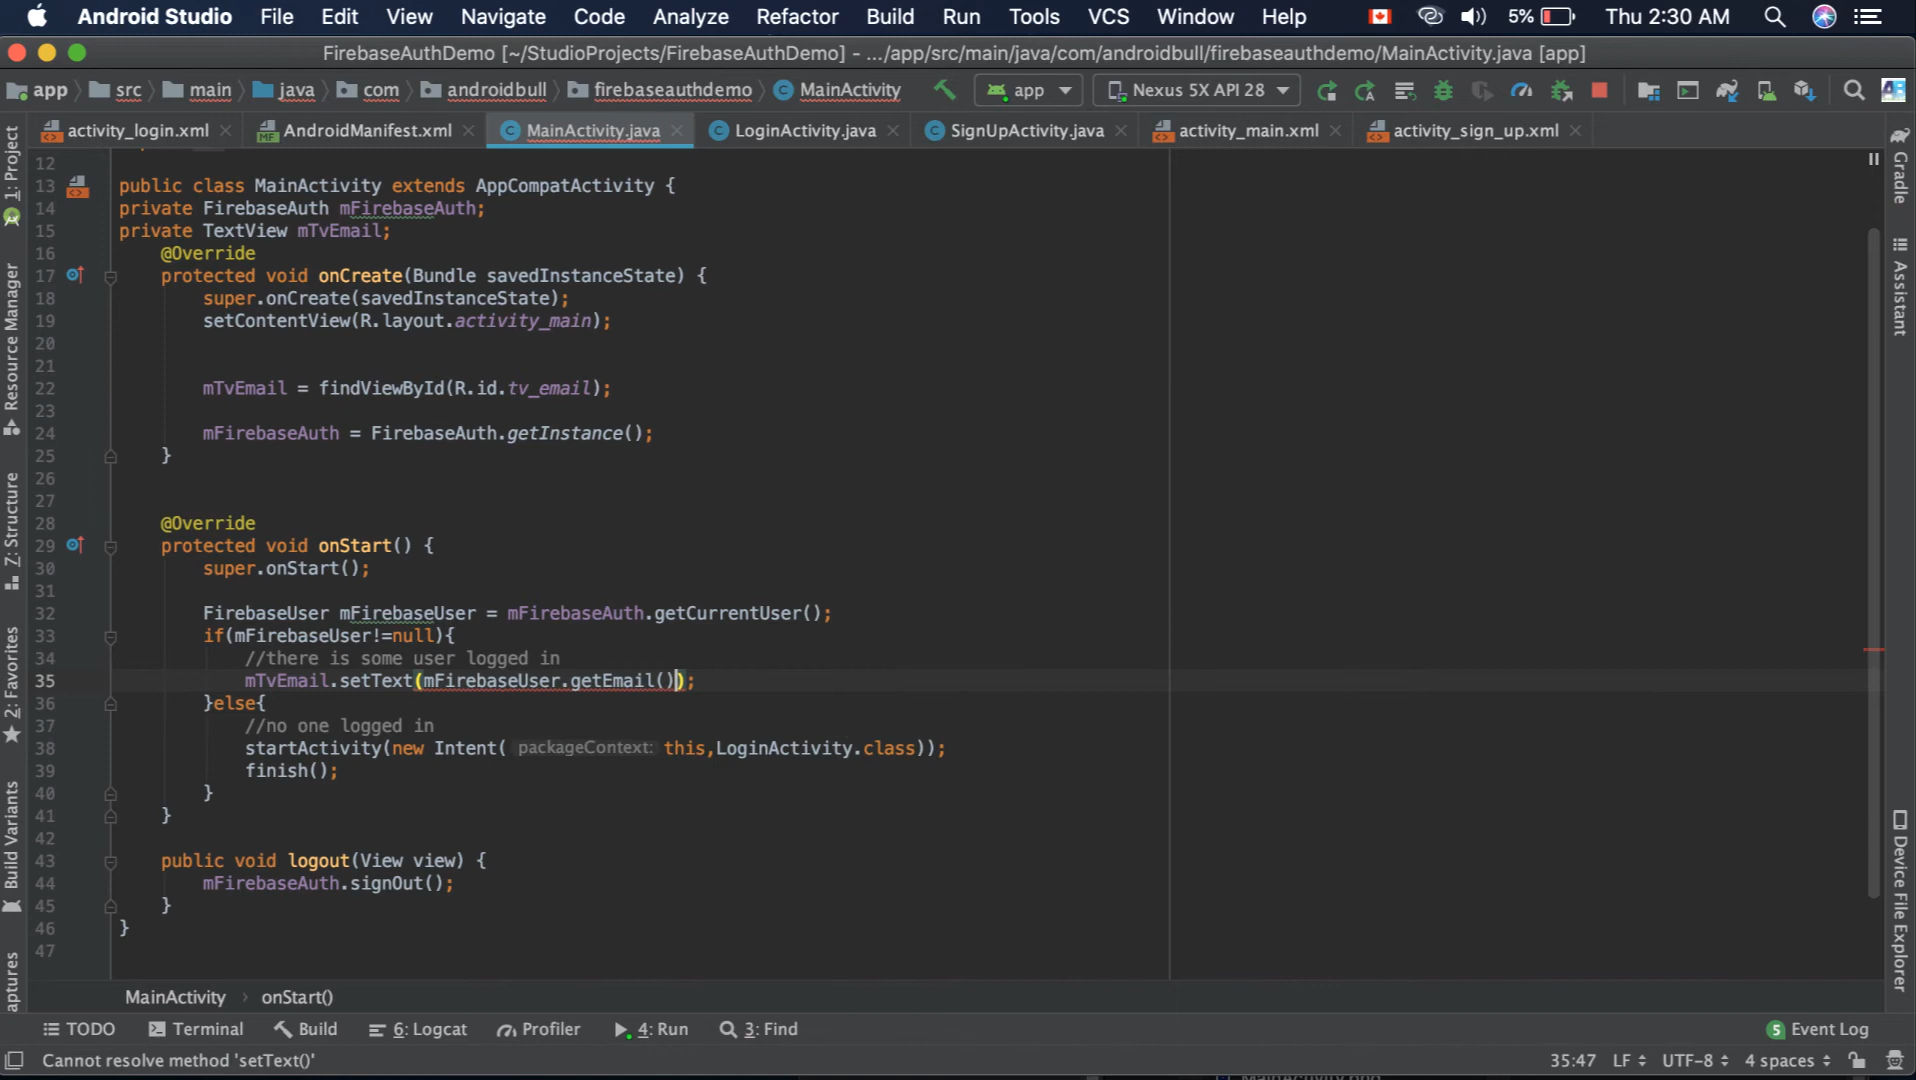 Android Studio File Edit View Navigate Code Analyze Refactor Build Run Tools VCS Window Help 5% Thu 2:30 AM
FirebaseAuthDemo [~/StudioProjects/FirebaseAuthDemo] – .../app/src/main/java/com/androidbull/firebaseauthdemo/MainActivity.java [app]
app src main java com androidbull firebaseauthdemo MainActivity app Nexus 5X API 28
activity_login.xml AndroidManifest.xml MainActivity.java LoginActivity.java SignUpActivity.java activity_main.xml activity_sign_up.xml
1: Project
Resource Manager
Z: Structure
2: Favorites
Build Variants
aptures
12
13 public class MainActivity extends AppCompatActivity {
14 private FirebaseAuth mFirebaseAuth;
15 private TextView mTvEmail;
16 @Override
17 protected void onCreate(Bundle savedInstanceState) {
18 super.onCreate(savedInstanceState);
19 setContentView(R.layout.activity_main);
20
21
22 mTvEmail = findViewById(R.id.tv_email);
23
24 mFirebaseAuth = FirebaseAuth.getInstance();
25 }
26
27
28 @Override
29 protected void onStart() {
30 super.onStart();
31
32 FirebaseUser mFirebaseUser = mFirebaseAuth.getCurrentUser();
33 if(mFirebaseUser!=null){
34 //there is some user logged in
35 mTvEmail.setText(mFirebaseUser.getEmail());
36 }else{
37 //no one logged in
38 startActivity(new Intent( packageContext: this,LoginActivity.class));
39 finish();
40 }
41 }
42
43 public void logout(View view) {
44 mFirebaseAuth.signOut();
45 }
46 }
47
Gradle
Assistant
Device File Explorer
MainActivity › onStart()
TODO Terminal Build 6: Logcat Profiler 4: Run 3: Find 5 Event Log
Cannot resolve method 'setText()' 35:47 LF UTF-8 4 spaces